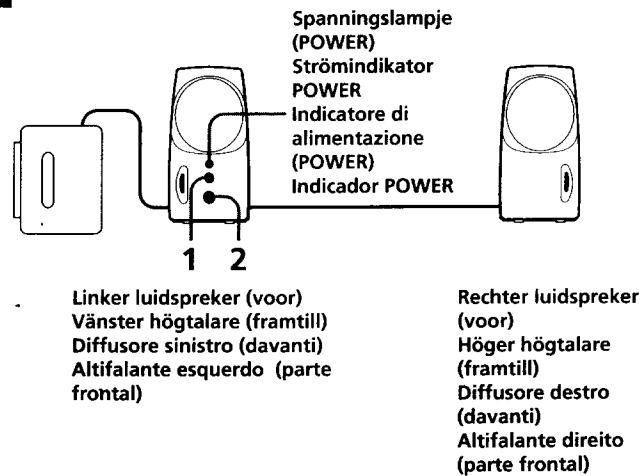 Spanningslampje
(POWER)
Strömindikator
POWER
Indicatore di
alimentazione
(POWER)
Indicador POWER
1 2
Linker luidspreker (voor)
Vänster högtalare (framtill)
Diffusore sinistro (davanti)
Altifalante esquerdo (parte
frontal)
Rechter luidspreker
(voor)
Höger högtalare
(framtill)
Diffusore destro
(davanti)
Altifalante direito
(parte frontal)